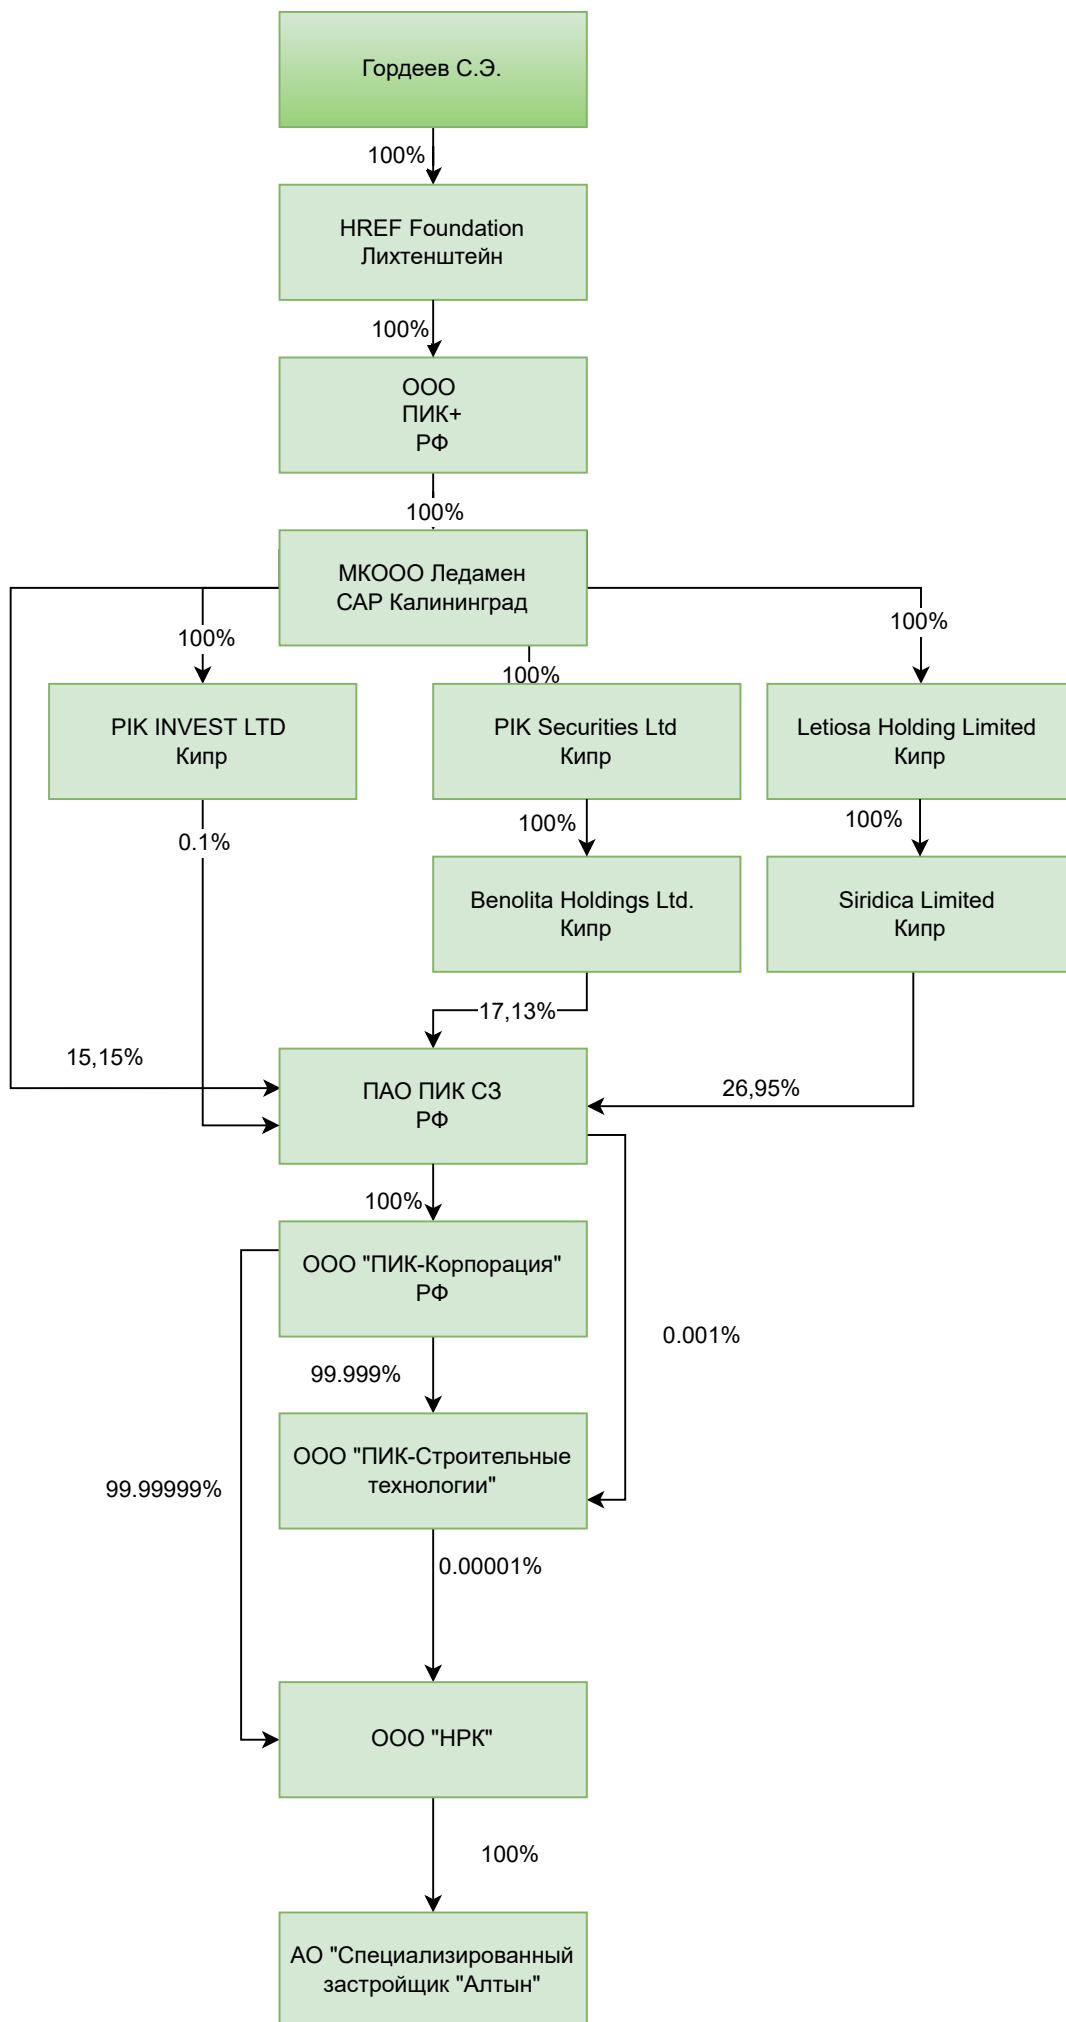 Гордеев С.Э.
100%
HREF Foundation
Лихтенштейн
100%
ООО
ПИК+
РФ
100%
МКООО Ледамен
САР Калининград
100%
100%
100%
PIK INVEST LTD
Кипр
PIK Securities Ltd
Кипр
Letiosa Holding Limited
Кипр
0.1%
100%
100%
Benolita Holdings Ltd.
Кипр
Siridica Limited
Кипр
17,13%
15,15%
26,95%
ПАО ПИК СЗ
РФ
100%
ООО "ПИК-Корпорация"
РФ
0.001%
99.999%
ООО "ПИК-Строительные
технологии"
99.99999%
0.00001%
ООО "НРК"
100%
АО "Специализированный
застройщик "Алтын"